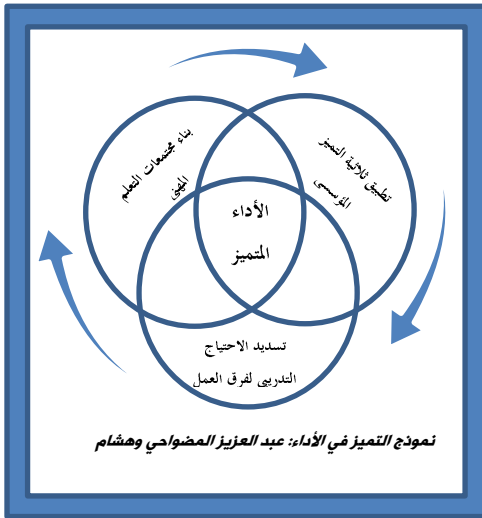 تطبيق ثلاثية التميز
المؤسسي
بناء مجتمعات التعلم
المهني
الأداء
المتميز
تسديد الاحتياج
التدريبي لفرق العمل
نموذج التميز في الأداء: عبد العزيز المضواحي وهشام